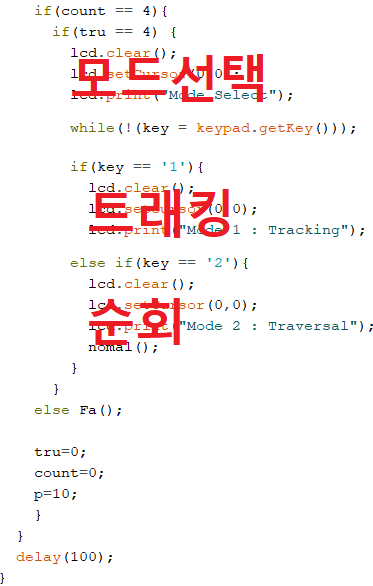 if(count == 4){
if(tru == 4) {
lcd.clear();
lcd.setCursor(0,0);
모드선택
lcd.print("Mode Select");
while(!(key = keypad.getKey()));
if(key == '1'){
lcd.clear();
lcd.setCursor(0,0);
트래킹
lcd.print("Mode 1 : Tracking");
}
else if(key == '2'){
lcd.clear();
lcd.setCursor(0,0);
순회
lcd.print("Mode 2 : Traversal");
nomal();
}
}
else Fa();
tru=0;
count=0;
p=10;
}
}
delay(100);
}